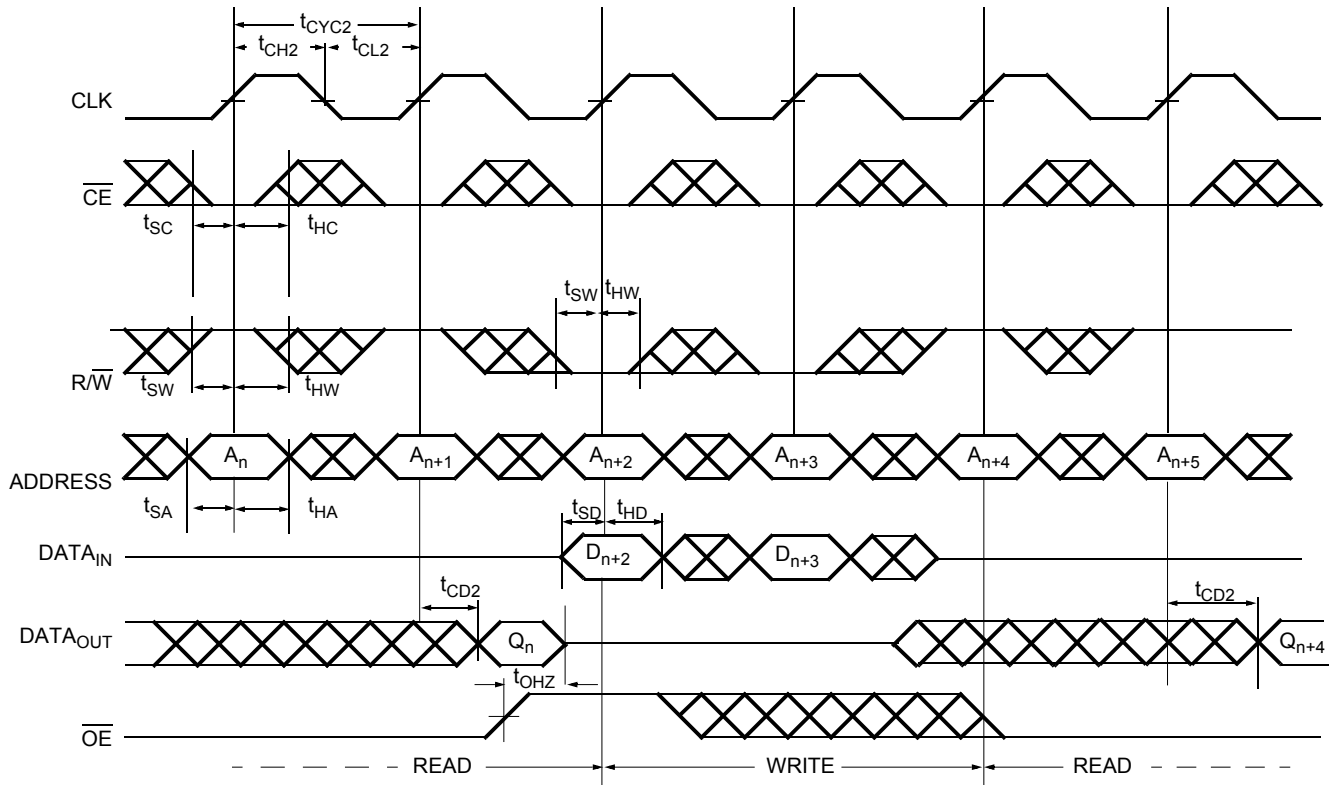 tCYC2
tCH2 tCL2
CLK
CE
tSC tHC
tSW tHW
R/W
tSW tHW
An An+1 An+2 An+3 An+4 An+5
ADDRESS
tSA tHA
tSD tHD
DATAIN
Dn+2 Dn+3
tCD2 tCD2
DATAOUT
Qn Qn+4
tOHZ
OE
READ WRITE READ